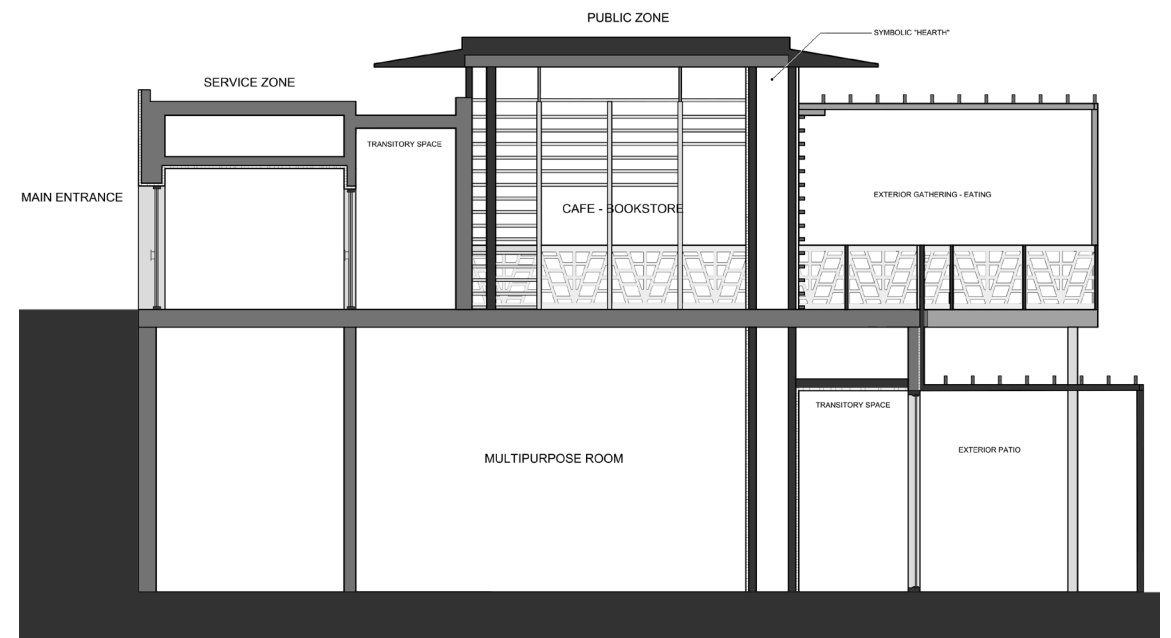 PUBLIC ZONE
SYMBOLIC "HEARTH"
SERVICE ZONE
TRANSITORY SPACE
MAIN ENTRANCE
EXTERIOR GATHERING - EATING
CAFE - BOOKSTORE
TRANSITORY SPACE
MULTIPURPOSE ROOM
EXTERIOR PATIO